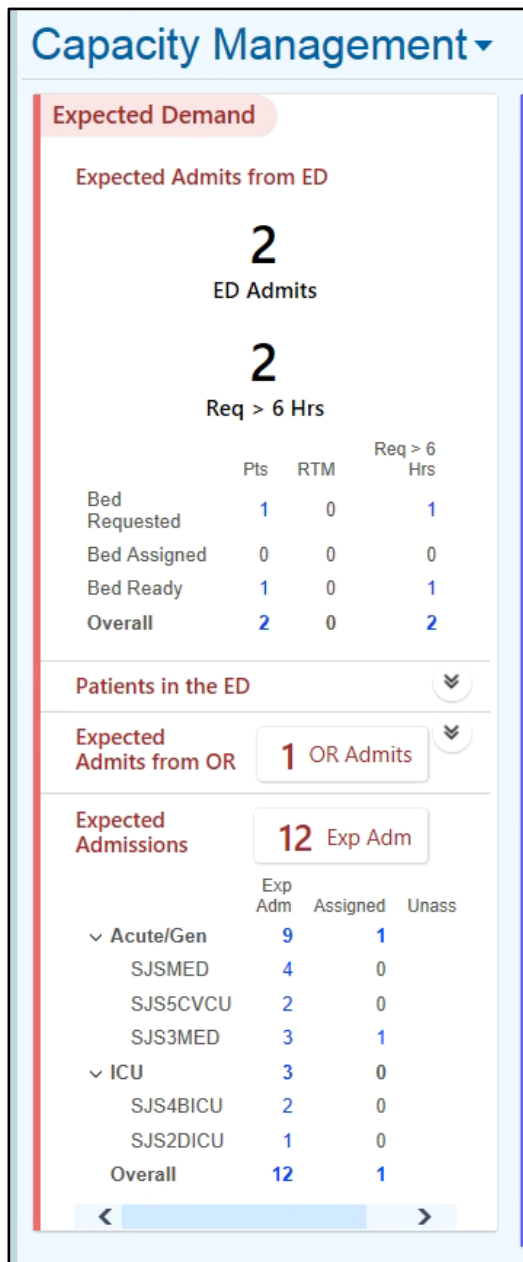 Capacity Management
Expected Demand
Expected Admits from ED
2
ED Admits
2
Req > 6 Hrs
Pts RTM Req > 6 Hrs
Bed Requested 1 0 1
Bed Assigned 0 0 0
Bed Ready 1 0 1
Overall 2 0 2
Patients in the ED
Expected Admits from OR 1 OR Admits
Expected Admissions 12 Exp Adm
Exp Adm Assigned Unass
Acute/Gen 9 1
SJSMED 4 0
SJS5CVCU 2 0
SJS3MED 3 1
ICU 3 0
SJS4BICU 2 0
SJS2DICU 1 0
Overall 12 1